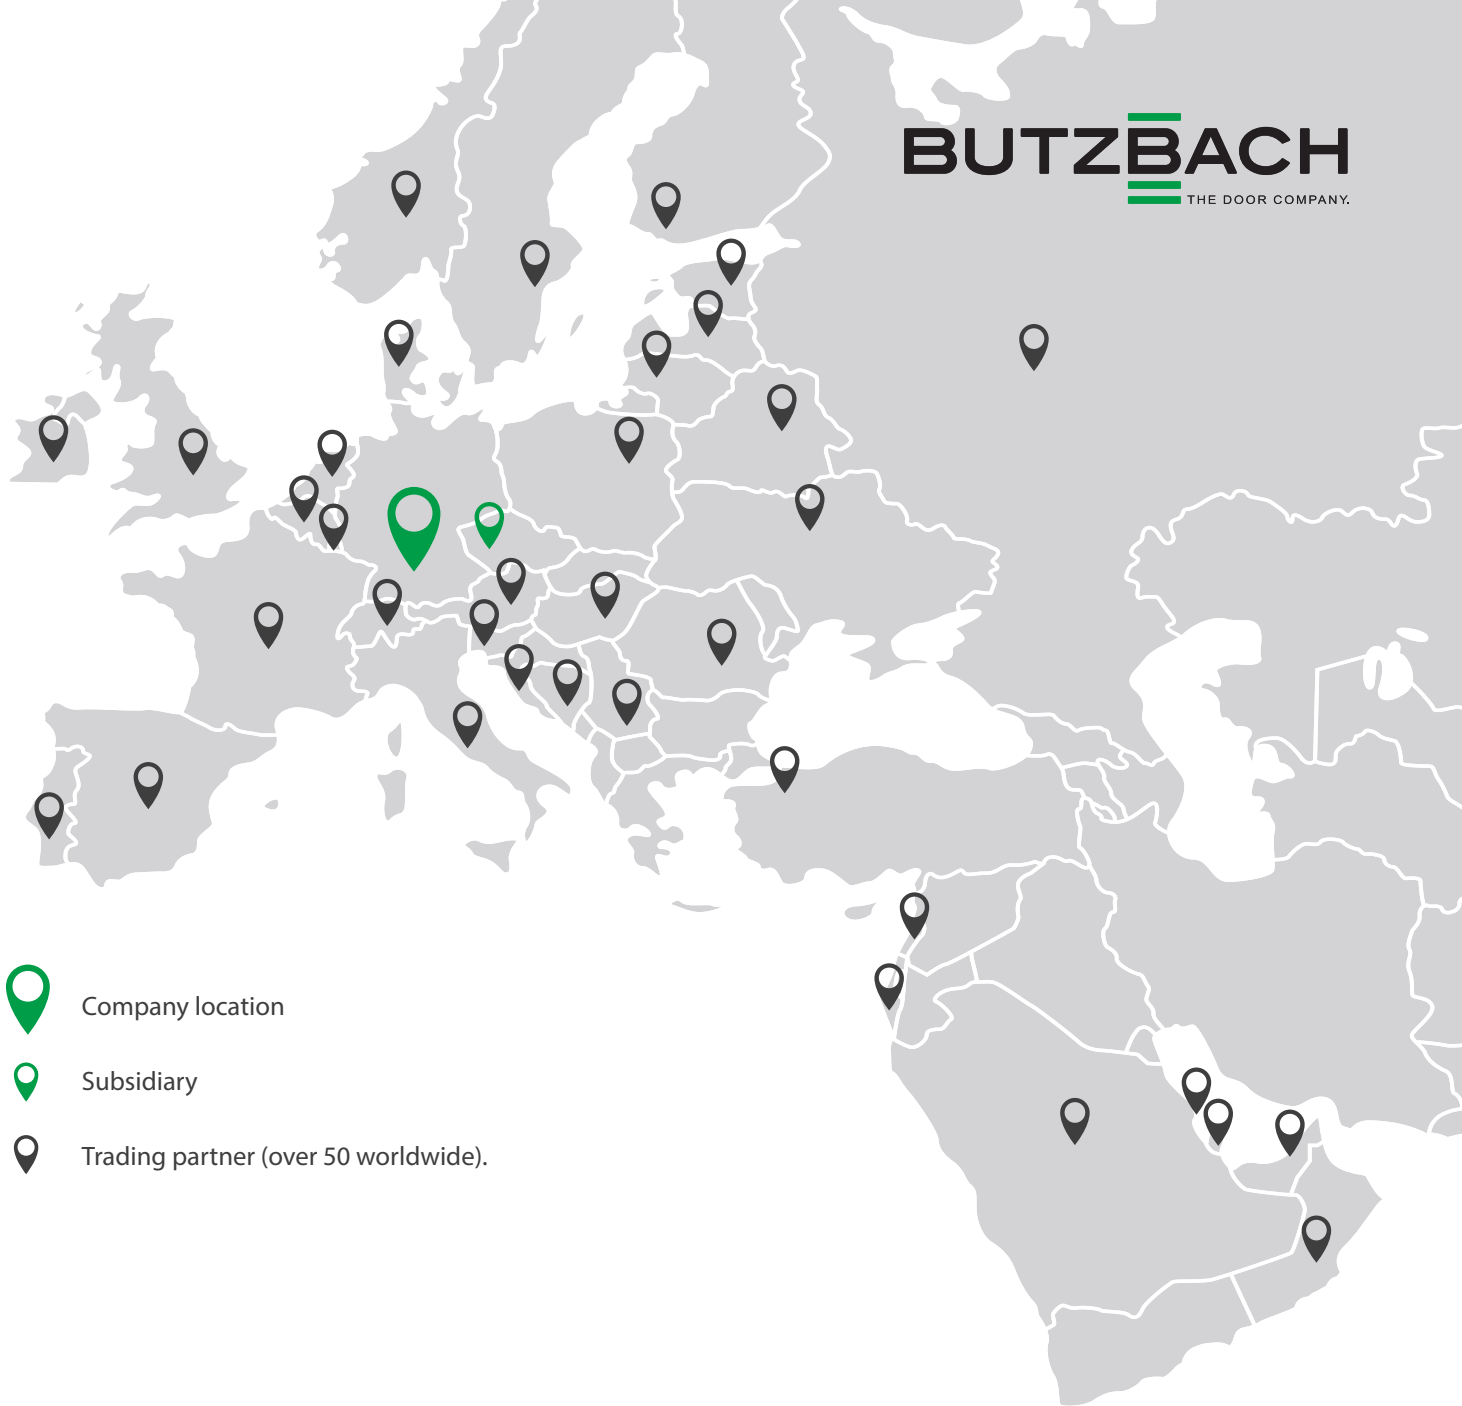 BUTZBACH
THE DOOR COMPANY.
Company location
Subsidiary
Trading partner (over 50 worldwide).